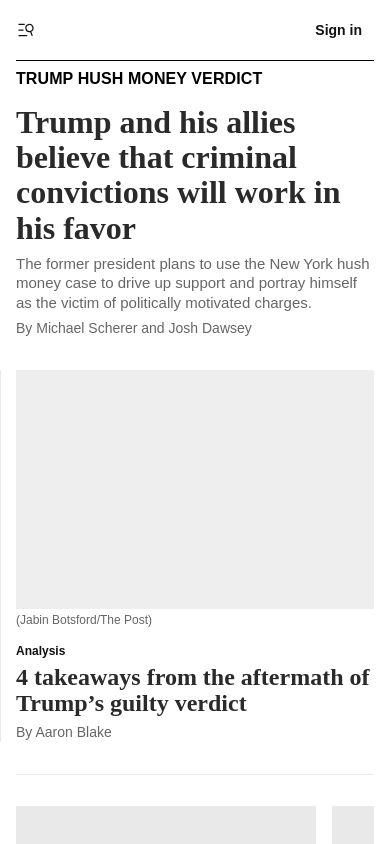 Sign in
TRUMP HUSH MONEY VERDICT
Trump and his allies
believe that criminal
convictions will work in
his favor
The former president plans to use the New York hush
money case to drive up support and portray himself
as the victim of politically motivated charges.
By Michael Scherer and Josh Dawsey
(Jabin Botsford/The Post)
Analysis
4 takeaways from the aftermath of
Trump’s guilty verdict
By Aaron Blake